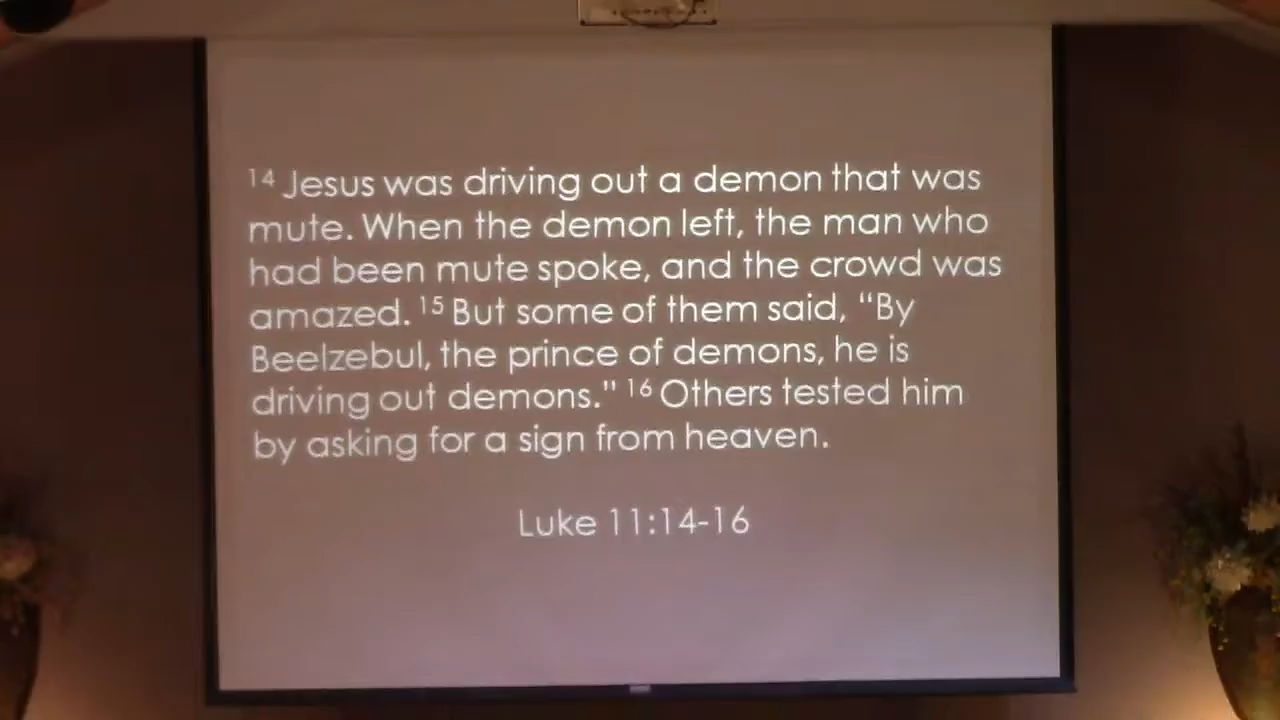 ¹⁴ Jesus was driving out a demon that was
mute. When the demon left, the man who
had been mute spoke, and the crowd was
amazed. ¹⁵ But some of them said, “By
Beelzebul, the prince of demons, he is
driving out demons.” ¹⁶ Others tested him
by asking for a sign from heaven.
Luke 11:14-16